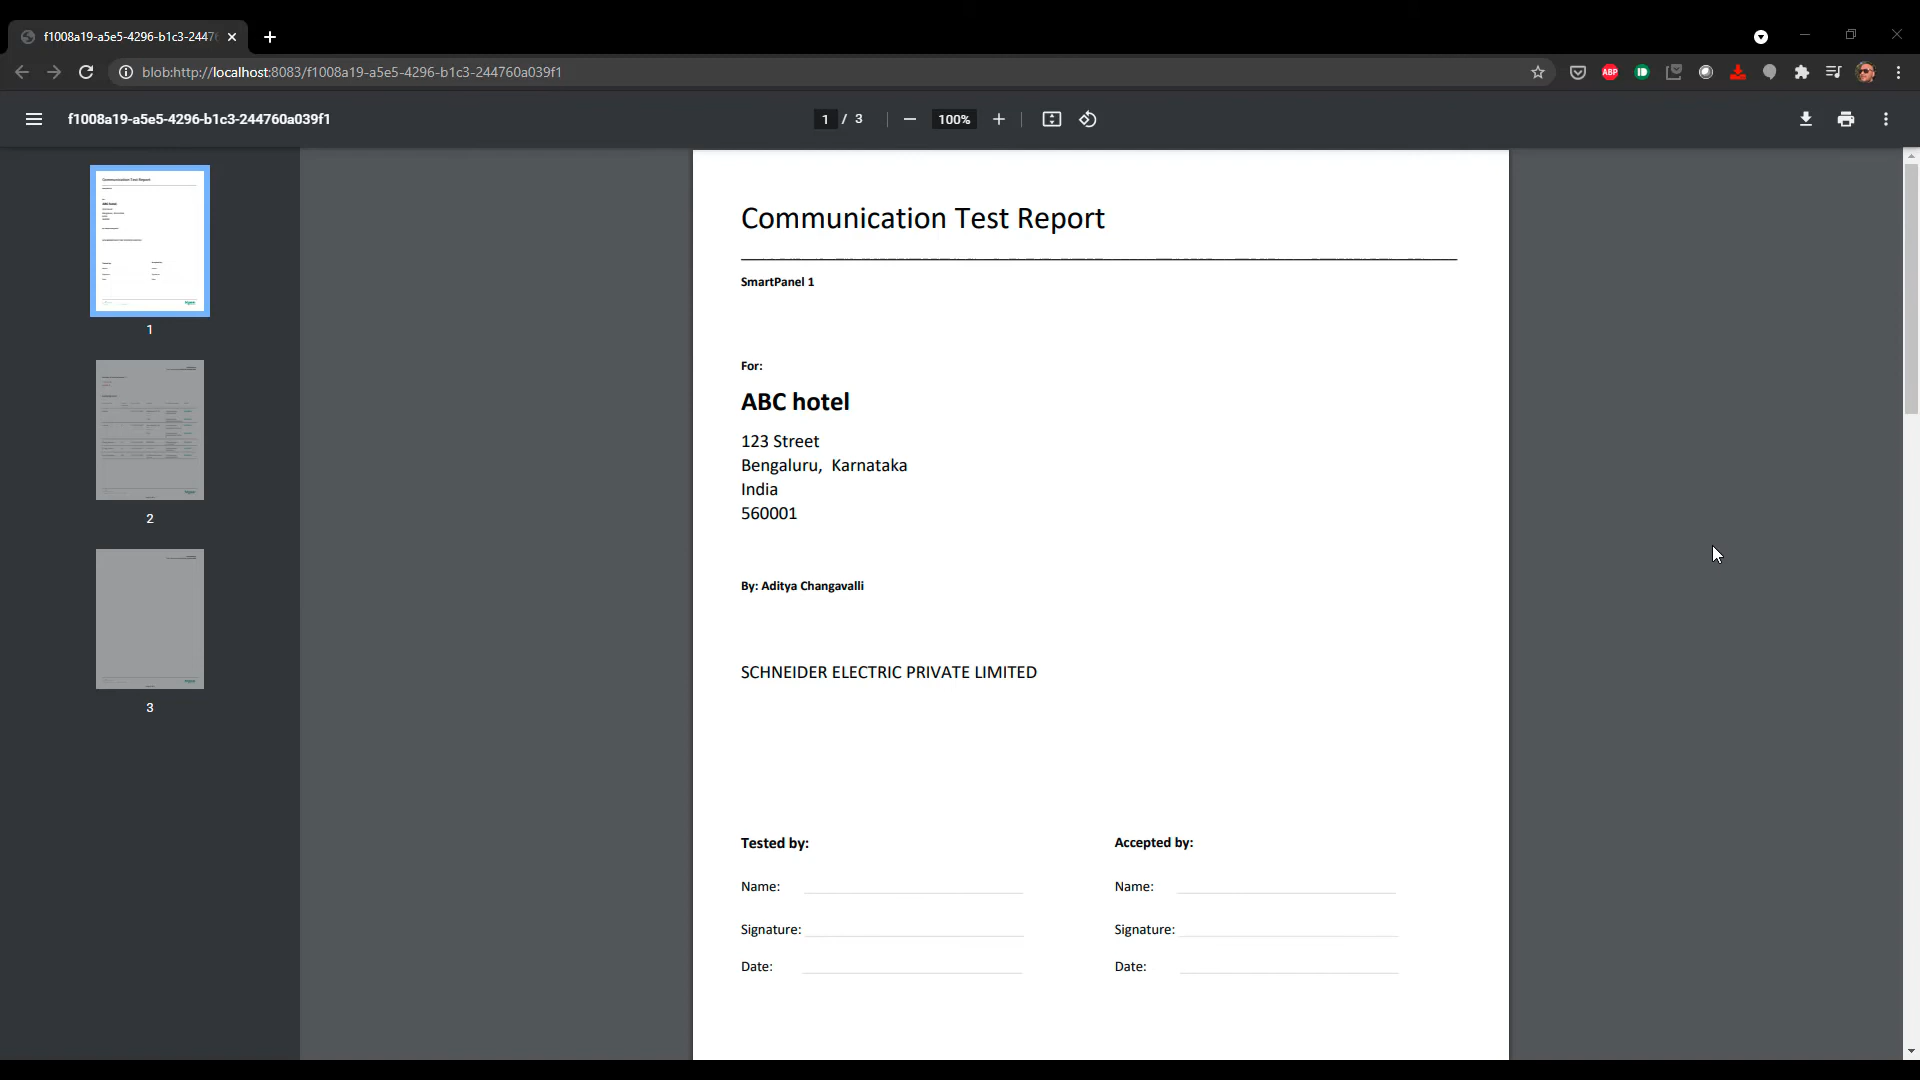 f1008a19-a5e5-4296-b1c3-2447
blob:http://localhost:8083/f1008a19-a5e5-4296-b1c3-244760a039f1
ABP
f1008a19-a5e5-4296-b1c3-244760a039f1
1 / 3
100%
1
2
3
Communication Test Report
SmartPanel 1
For:
ABC hotel
123 Street
Bengaluru, Karnataka
India
560001
By: Aditya Changavalli
SCHNEIDER ELECTRIC PRIVATE LIMITED
Tested by: Accepted by:
Name: Name:
Signature: Signature:
Date: Date: